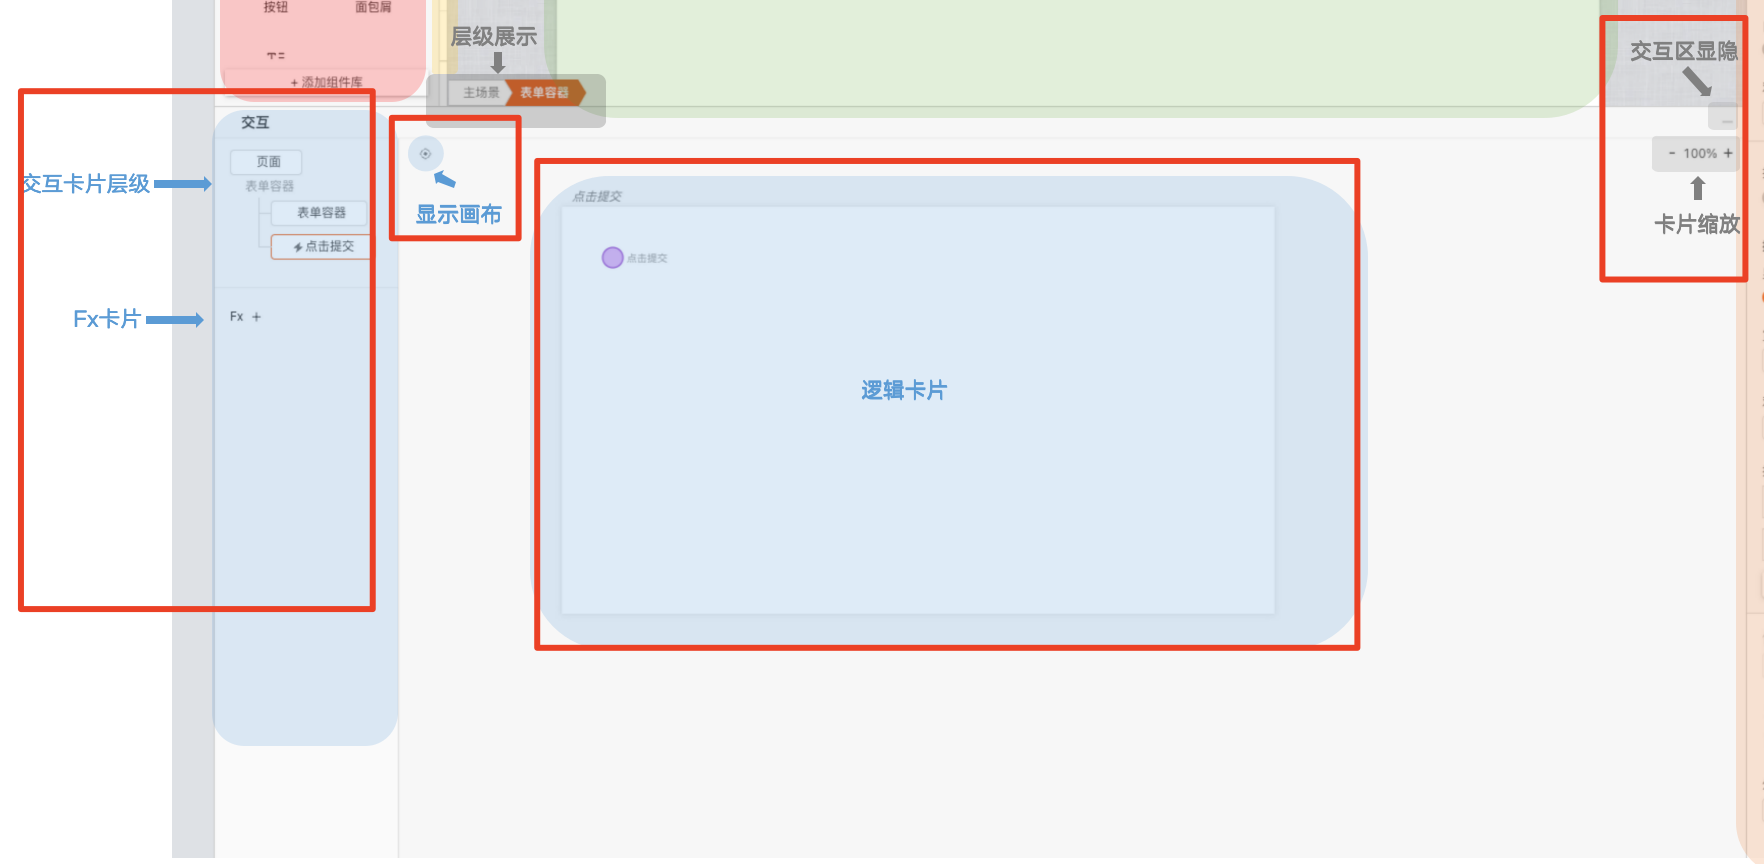 按钮
面包屑
+ 添加组件库
层级展示
主场景
表单容器
交互区显隐
- 100% +
卡片缩放
交互
页面
表单容器
表单容器
点击提交
交互卡片层级
Fx +
Fx卡片
显示画布
点击提交
点击提交
逻辑卡片